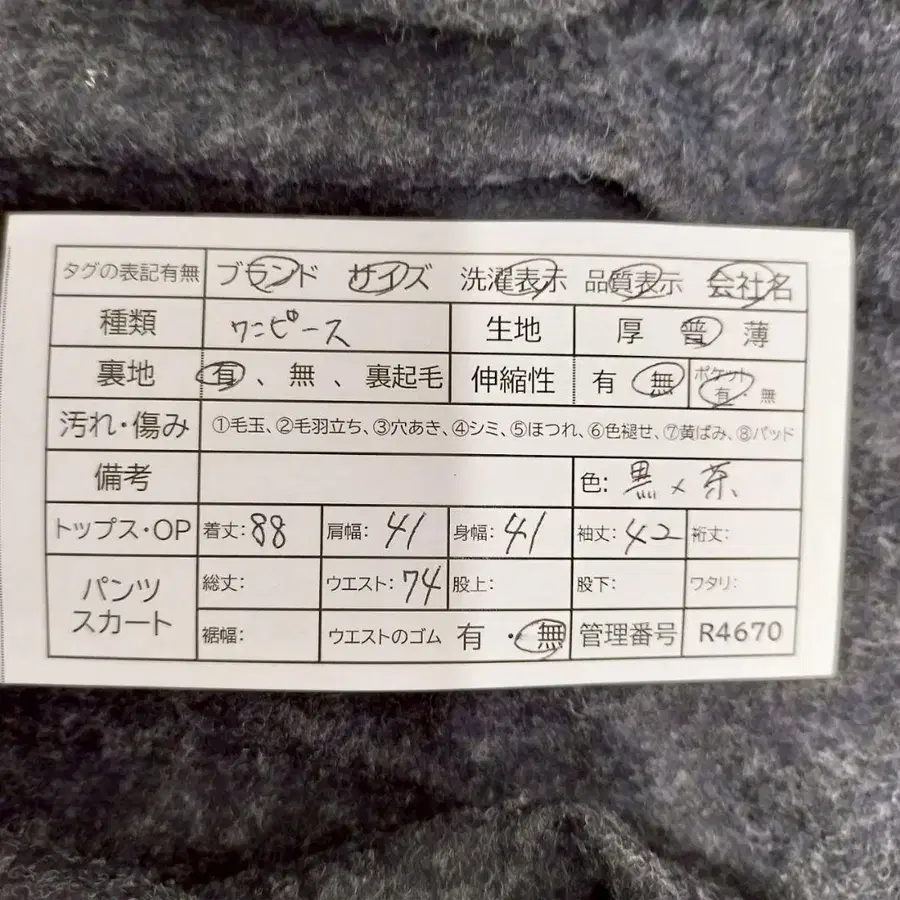 タグの表記有無 ブランド サイズ 洗濯表示 品質表示 会社名
種類 ワンピース 生地 厚 普 薄
裏地 有、無、裏起毛 伸縮性 有 無 ポケット 有・無
汚れ・傷み ①毛玉、②毛羽立ち、③穴あき、④シミ、⑤ほつれ、⑥色褪せ、⑦黄ばみ、⑧パッド
備考 色: 黒×茶
トップス・OP 着丈: 88 肩幅: 41 身幅: 41 袖丈: 42 裄丈:
パンツ スカート 総丈: ウエスト: 74 股上: 股下: ワタリ:
裾幅: ウエストのゴム 有・無 管理番号 R4670